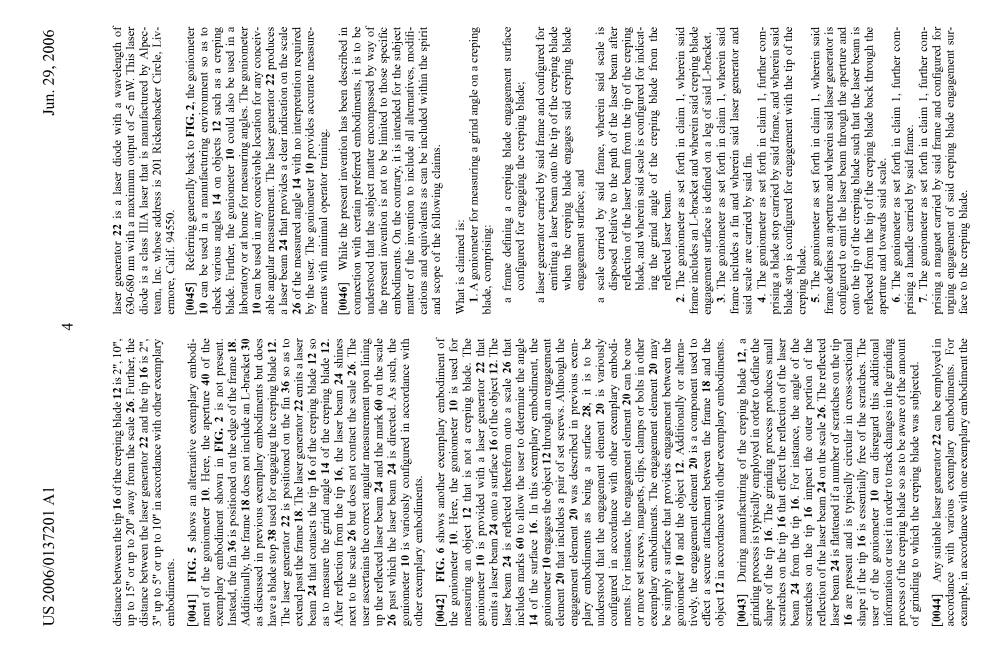 US 2006/0137201 A1
Jun. 29, 2006
4
distance between the tip 16 of the creping blade 12 is 2", 10",
up to 15" or up to 20" away from the scale 26. Further, the
distance between the laser generator 22 and the tip 16 is 2",
3" up to 5" or up to 10" in accordance with other exemplary
embodiments.
[0041] FIG. 5 shows an alternative exemplary embodi-
ment of the goniometer 10. Here, the aperture 40 of the
exemplary embodiment shown in FIG. 2 is not present.
Instead, the fin 36 is positioned on the edge of the frame 18.
Additionally, the frame 18 does not include an L-bracket 30
as discussed in previous exemplary embodiments but does
have a blade stop 38 used for engaging the creping blade 12.
The laser generator 22 is positioned on the fin 36 so as to
extend past the frame 18. The laser generator 22 emits a laser
beam 24 that contacts the tip 16 of the creping blade 12 so
as to measure the grind angle 14 of the creping blade 12.
After reflection from the tip 16, the laser beam 24 shines
next to the scale 26 but does not contact the scale 26. The
user ascertains the correct angular measurement upon lining
up the reflected laser beam 24 and the mark 60 on the scale
26 past which the laser beam 24 is directed. As such, the
goniometer 10 is variously configured in accordance with
other exemplary embodiments.
[0042] FIG. 6 shows another exemplary embodiment of
the goniometer 10. Here, the goniometer 10 is used for
measuring an object 12 that is not a creping blade. The
goniometer 10 is provided with a laser generator 22 that
emits a laser beam 24 onto a surface 16 of the object 12. The
laser beam 24 is reflected therefrom onto a scale 26 that
includes marks 60 to allow the user to determine the angle
14 of the surface 16. In this exemplary embodiment, the
goniometer 10 engages the object 12 through an engagement
element 20 that includes a pair of set screws. Although the
engagement element 20 was described in previous exem-
plary embodiments as being a surface 28, it is to be
understood that the engagement element 20 is variously
configured in accordance with other exemplary embodi-
ments. For instance, the engagement element 20 can be one
or more set screws, magnets, clips, clamps or bolts in other
exemplary embodiments. The engagement element 20 may
be simply a surface that provides engagement between the
goniometer 10 and the object 12. Additionally or alterna-
tively, the engagement element 20 is a component used to
effect a secure attachment between the frame 18 and the
object 12 in accordance with other exemplary embodiments.
[0043] During manufacturing of the creping blade 12, a
grinding process is typically employed in order to define the
shape of the tip 16. The grinding process produces small
scratches on the tip 16 that effect the reflection of the laser
beam 24 from the tip 16. For instance, the angle of the
scratches on the tip 16 impact the outer portion of the
reflection of the laser beam 24 on the scale 26. The reflected
laser beam 24 is flattened if a number of scratches on the tip
16 are present and is typically circular in cross-sectional
shape if the tip 16 is essentially free of the scratches. The
user of the goniometer 10 can disregard this additional
information or use it in order to track changes in the grinding
process of the creping blade so as to be aware of the amount
of grinding to which the creping blade was subjected.
[0044] Any suitable laser generator 22 can be employed in
accordance with various exemplary embodiments. For
example, in accordance with one exemplary embodiment the
laser generator 22 is a laser diode with a wavelength of
630-680 nm with a maximum output of <5 mW. This laser
diode is a class IIIA laser that is manufactured by Alpec-
Team, Inc. whose address is 201 Rickenbacker Circle, Liv-
ermore, Calif. 94550.
[0045] Referring generally back to FIG. 2, the goniometer
10 can be used in a manufacturing environment so as to
check various angles 14 on objects 12 such as a creping
blade. Further, the goniometer 10 could also be used in a
laboratory or at home for measuring angles. The goniometer
10 can be used in any conceivable location for any conceiv-
able angular measurement. The laser generator 22 produces
a laser beam 24 that provides a clear indication on the scale
26 of the measured angle 14 with no interpretation required
by the user. The goniometer 10 provides accurate measure-
ments with minimal operator training.
[0046] While the present invention has been described in
connection with certain preferred embodiments, it is to be
understood that the subject matter encompassed by way of
the present invention is not to be limited to those specific
embodiments. On the contrary, it is intended for the subject
matter of the invention to include all alternatives, modifi-
cations and equivalents as can be included within the spirit
and scope of the following claims.
What is claimed is:
1. A goniometer for measuring a grind angle on a creping
blade, comprising:
a frame defining a creping blade engagement surface
configured for engaging the creping blade;
a laser generator carried by said frame and configured for
emitting a laser beam onto the tip of the creping blade
when the creping blade engages said creping blade
engagement surface; and
a scale carried by said frame, wherein said scale is
disposed relative to the path of the laser beam after
reflection of the laser beam from the tip of the creping
blade, and wherein said scale is configured for indicat-
ing the grind angle of the creping blade from the
reflected laser beam.
2. The goniometer as set forth in claim 1, wherein said
frame includes an L-bracket and wherein said creping blade
engagement surface is defined on a leg of said L-bracket.
3. The goniometer as set forth in claim 1, wherein said
frame includes a fin and wherein said laser generator and
said scale are carried by said fin.
4. The goniometer as set forth in claim 1, further com-
prising a blade stop carried by said frame, and wherein said
blade stop is configured for engagement with the tip of the
creping blade.
5. The goniometer as set forth in claim 1, wherein said
frame defines an aperture and wherein said laser generator is
configured to emit the laser beam through the aperture and
onto the tip of the creping blade such that the laser beam is
reflected from the tip of the creping blade back through the
aperture and towards said scale.
6. The goniometer as set forth in claim 1, further com-
prising a handle carried by said frame.
7. The goniometer as set forth in claim 1, further com-
prising a magnet carried by said frame and configured for
urging engagement of said creping blade engagement sur-
face to the creping blade.